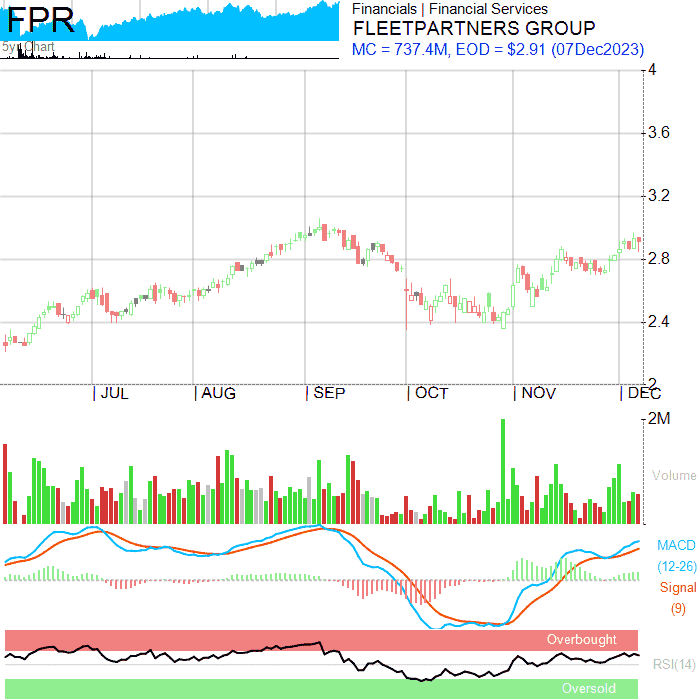 FPR
5yr Chart
Financials | Financial Services
FLEETPARTNERS GROUP
MC = 737.4M, EOD = $2.91 (07Dec2023)
4
3.6
3.2
2.8
2.4
2
JUL AUG SEP OCT NOV DEC
2M
Volume
MACD
(12-26)
Signal
(9)
Overbought
RSI(14)
Oversold